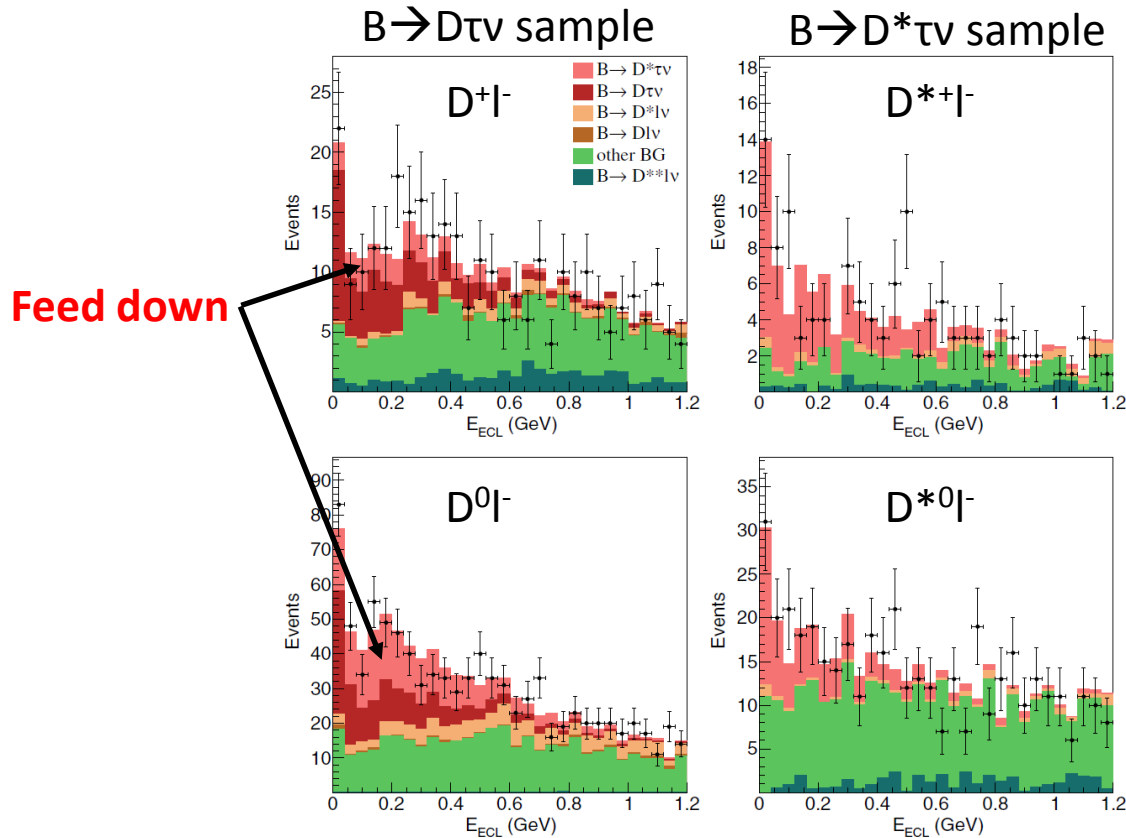 B→Dτν sample
B→D*τν sample
Feed down
D⁺l⁻
Events
25
20
15
10
5
B→ D*τν
B→ Dτν
B→ D*lν
B→ Dlν
other BG
B→ D**lν
0 0.2 0.4 0.6 0.8 1 1.2
E_ECL (GeV)
D*⁺l⁻
Events
18
16
14
12
10
8
6
4
2
0 0.2 0.4 0.6 0.8 1 1.2
E_ECL (GeV)
D⁰l⁻
Events
90
80
70
60
50
40
30
20
10
0 0.2 0.4 0.6 0.8 1 1.2
E_ECL (GeV)
D*⁰l⁻
Events
35
30
25
20
15
10
5
0 0.2 0.4 0.6 0.8 1 1.2
E_ECL (GeV)